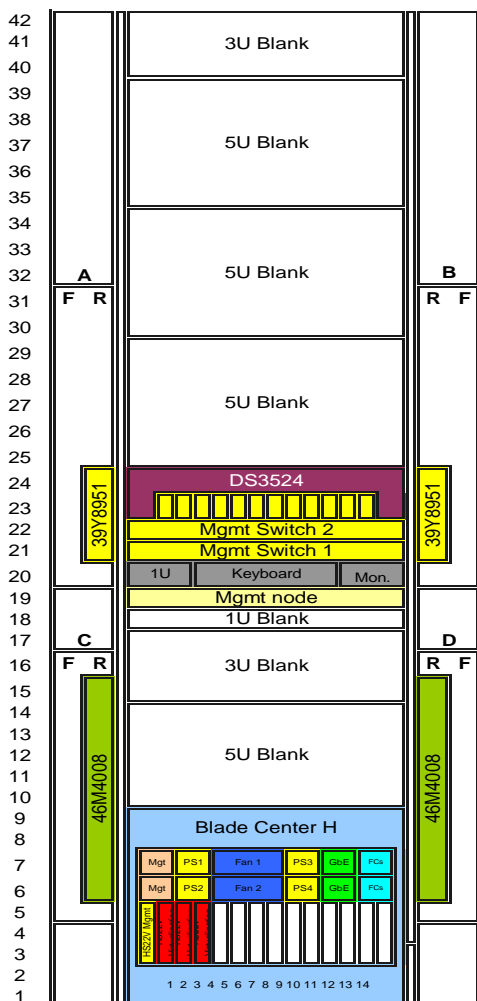 42
41
3U Blank
40
39
38
37
5U Blank
36
35
34
33
32
A
5U Blank
B
31
F R
R F
30
29
28
27
5U Blank
26
25
24
DS3524
39Y8951
39Y8951
23
22
Mgmt Switch 2
21
Mgmt Switch 1
20
1U
Keyboard
Mon.
19
Mgmt node
18
1U Blank
17
C
D
16
F R
3U Blank
R F
15
14
13
12
5U Blank
46M4008
46M4008
11
10
9
Blade Center H
8
7
Mgt PS1 Fan 1 PS3 GbE FCs
6
Mgt PS2 Fan 2 PS4 GbE FCs
5
4
HS22V Mgmt
3
2
1 2 3 4 5 6 7 8 9 10 11 12 13 14
1